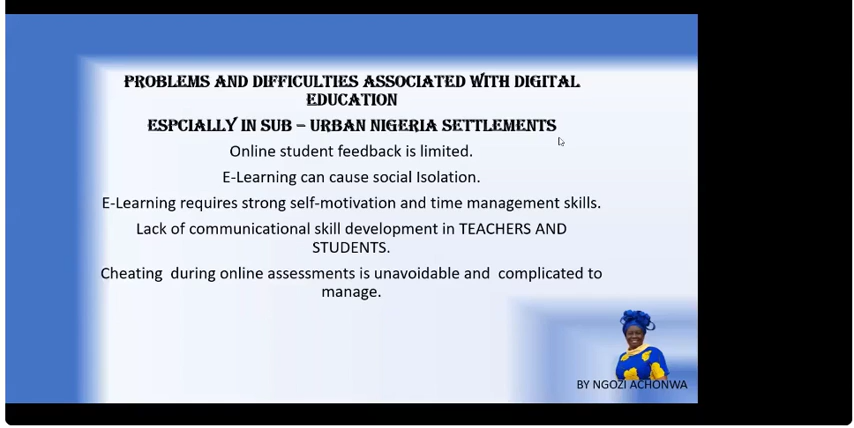 PROBLEMS AND DIFFICULTIES ASSOCIATED WITH DIGITAL
EDUCATION
ESPCIALLY IN SUB – URBAN NIGERIA SETTLEMENTS
Online student feedback is limited.
E-Learning can cause social Isolation.
E-Learning requires strong self-motivation and time management skills.
Lack of communicational skill development in TEACHERS AND
STUDENTS.
Cheating  during online assessments is unavoidable and  complicated to
manage.
BY NGOZI ACHONWA